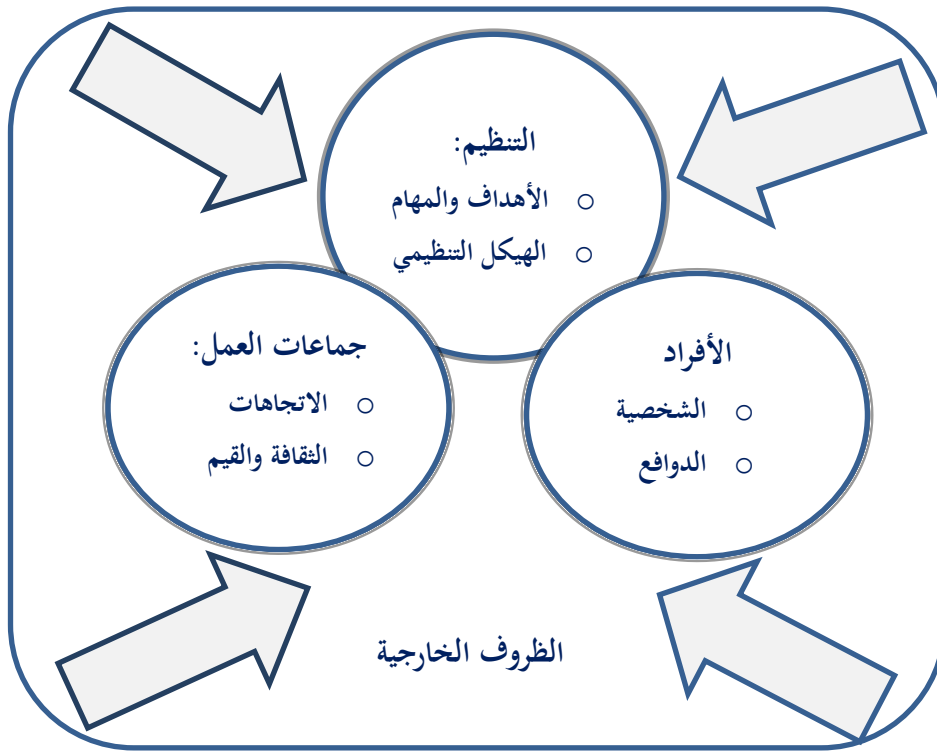 التنظيم:
○ الأهداف والمهام
○ الهيكل التنظيمي
الأفراد
○ الشخصية
○ الدوافع
جماعات العمل:
○ الاتجاهات
○ الثقافة والقيم
الظروف الخارجية